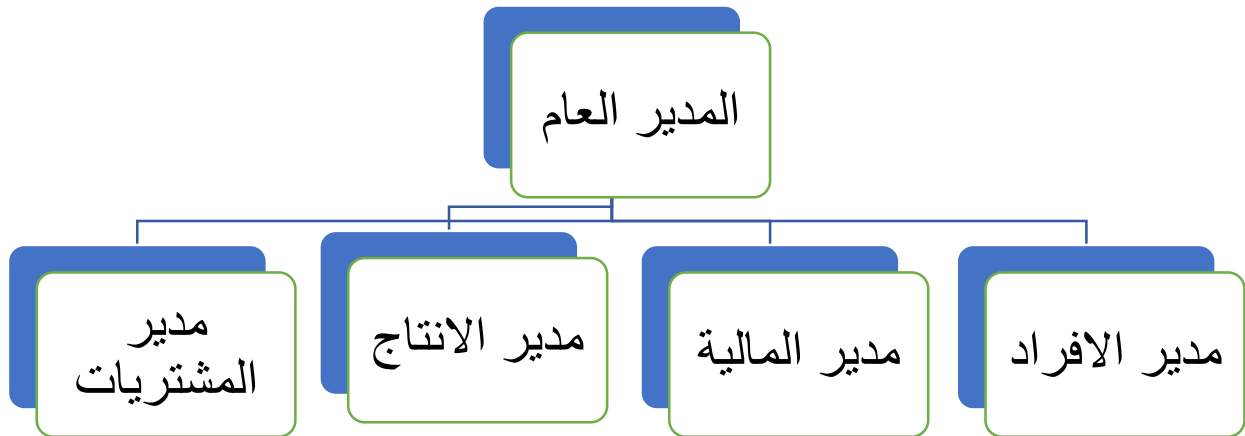 المدير العام
مدير الافراد
مدير المالية
مدير الانتاج
مدير
المشتريات